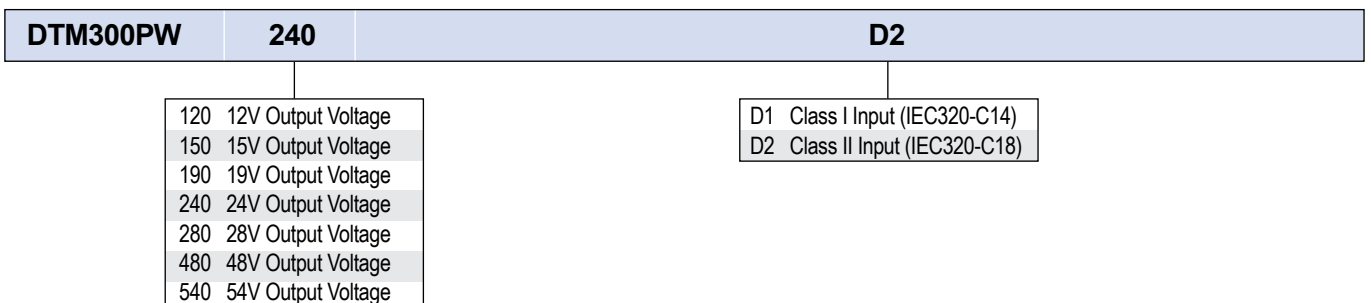 DTM300PW 240 D2
120 12V Output Voltage
150 15V Output Voltage
190 19V Output Voltage
240 24V Output Voltage
280 28V Output Voltage
480 48V Output Voltage
540 54V Output Voltage
D1 Class I Input (IEC320-C14)
D2 Class II Input (IEC320-C18)